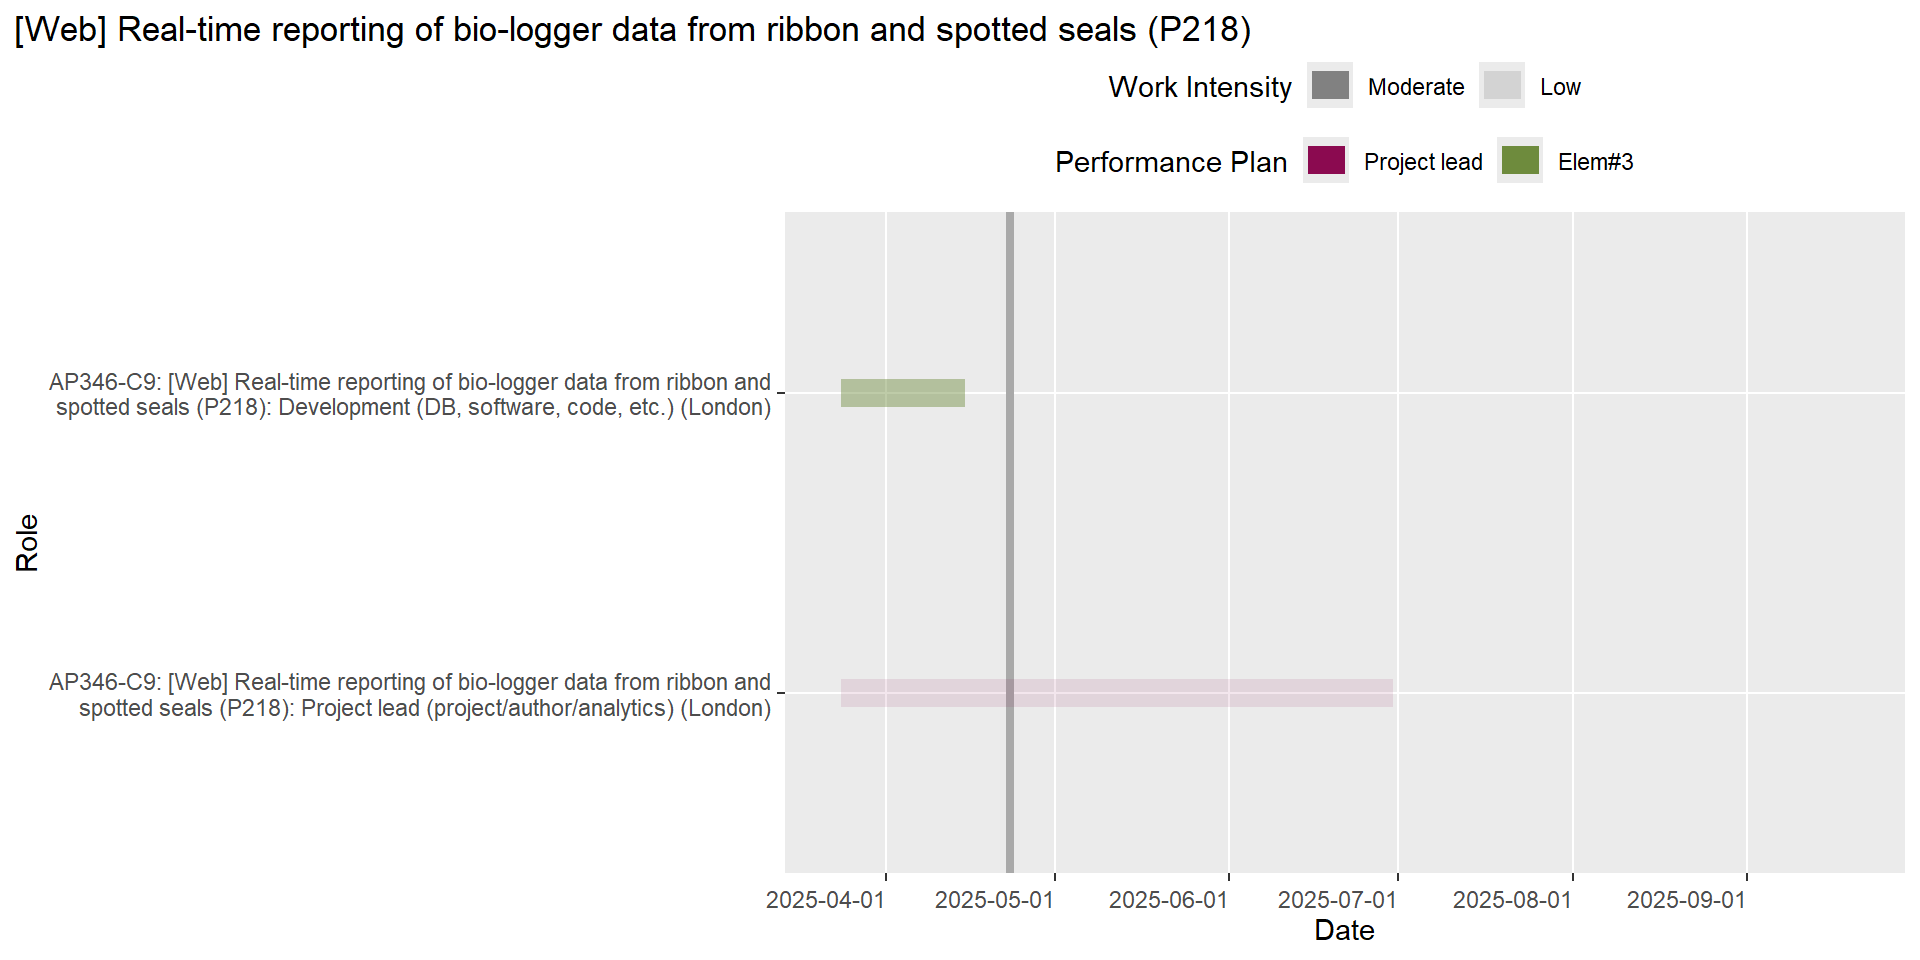 [Web] Real-time reporting of bio-logger data from ribbon and spotted seals (P218)
Work Intensity Moderate Low
Performance Plan Project lead Elem#3
AP346-C9: [Web] Real-time reporting of bio-logger data from ribbon and
spotted seals (P218): Development (DB, software, code, etc.) (London)
Role
AP346-C9: [Web] Real-time reporting of bio-logger data from ribbon and
spotted seals (P218): Project lead (project/author/analytics) (London)
2025-04-01 2025-05-01 2025-06-01 2025-07-01 2025-08-01 2025-09-01
Date